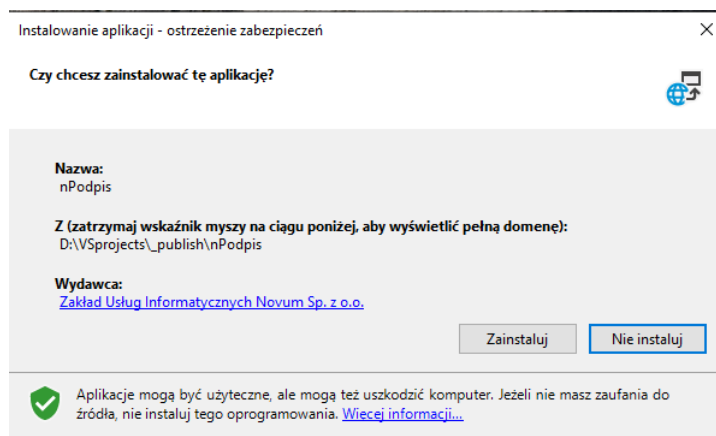 Instalowanie aplikacji - ostrzeżenie zabezpieczeń
Czy chcesz zainstalować tę aplikację?
Nazwa:
nPodpis
Z (zatrzymaj wskaźnik myszy na ciągu poniżej, aby wyświetlić pełną domenę):
D:\VSprojects\_publish\nPodpis
Wydawca:
Zakład Usług Informatycznych Novum Sp. z o.o.
Zainstaluj Nie instaluj
Aplikacje mogą być użyteczne, ale mogą też uszkodzić komputer. Jeżeli nie masz zaufania do
źródła, nie instaluj tego oprogramowania. Więcej informacji...